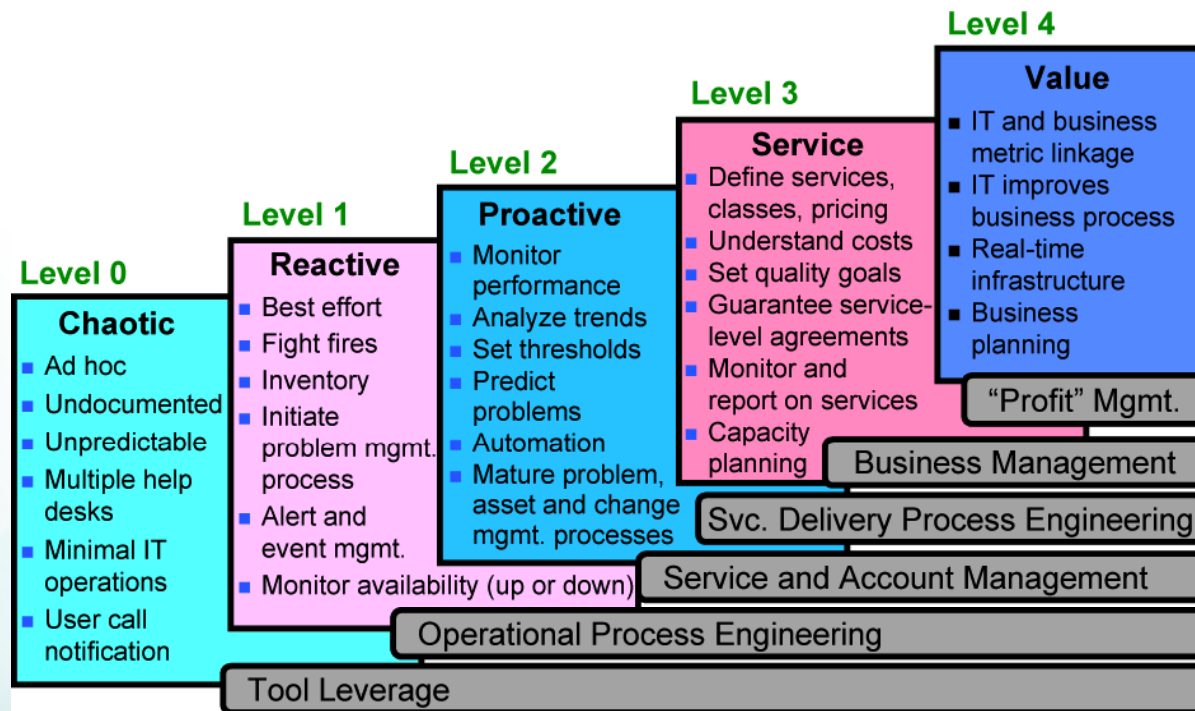 Level 0
Chaotic
Ad hoc
Undocumented
Unpredictable
Multiple help
desks
Minimal IT
operations
User call
notification
Level 1
Reactive
Best effort
Fight fires
Inventory
Initiate
problem mgmt.
process
Alert and
event mgmt.
Monitor availability (up or down)
Level 2
Proactive
Monitor
performance
Analyze trends
Set thresholds
Predict
problems
Automation
Mature problem,
asset and change
mgmt. processes
Level 3
Service
Define services,
classes, pricing
Understand costs
Set quality goals
Guarantee service-
level agreements
Monitor and
report on services
Capacity
planning
Level 4
Value
IT and business
metric linkage
IT improves
business process
Real-time
infrastructure
Business
planning
“Profit” Mgmt.
Business Management
Svc. Delivery Process Engineering
Service and Account Management
Operational Process Engineering
Tool Leverage